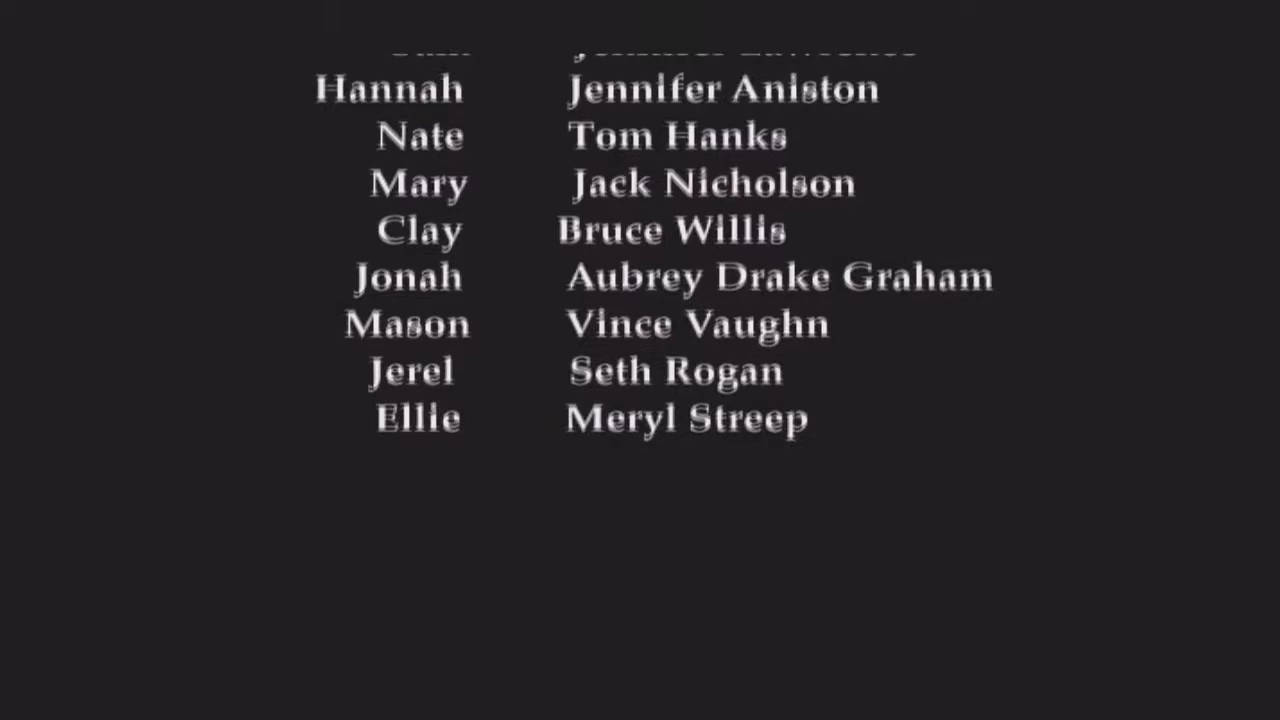 Hannah Jennifer Aniston
Nate Tom Hanks
Mary Jack Nicholson
Clay Bruce Willis
Jonah Aubrey Drake Graham
Mason Vince Vaughn
Jerel Seth Rogan
Ellie Meryl Streep